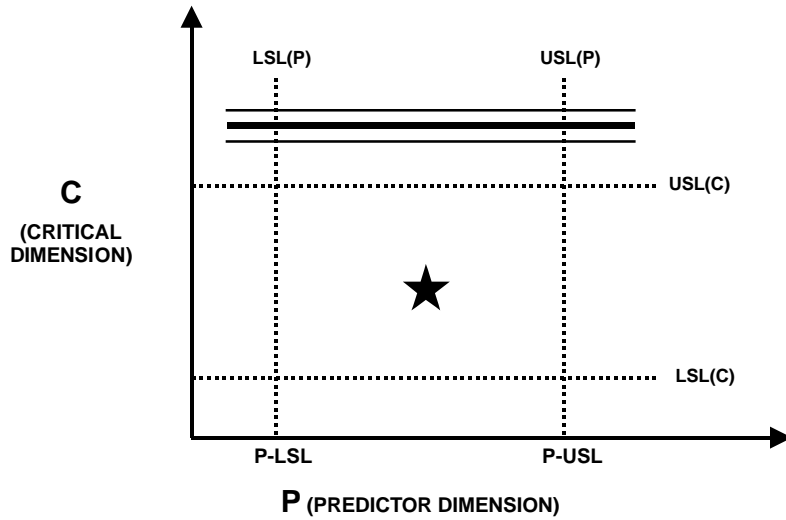 LSL(P)
USL(P)
C
(CRITICAL
DIMENSION)
USL(C)
LSL(C)
P-LSL
P-USL
P (PREDICTOR DIMENSION)